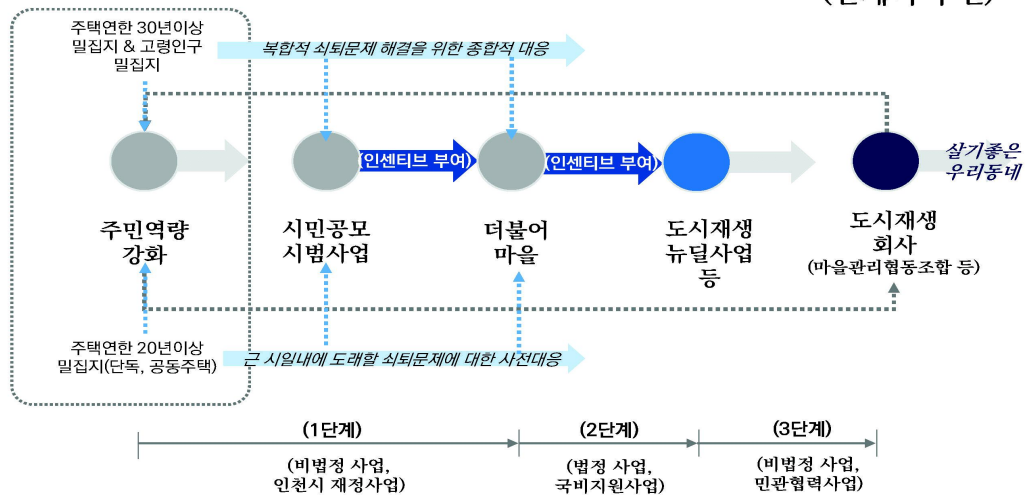 주택연한 30년이상
밀집지 & 고령인구
밀집지
복합적 쇠퇴문제 해결을 위한 종합적 대응
(인센티브 부여)
(인센티브 부여)
살기좋은
우리동네
주민역량
강화
시민공모
시범사업
더불어
마을
도시재생
뉴딜사업
등
도시재생
회사
(마을관리협동조합 등)
주택연한 20년이상
밀집지(단독, 공동주택)
근 시일내에 도래할 쇠퇴문제에 대한 사전대응
(1단계)
(2단계)
(3단계)
(비법정 사업,
인천시 재정사업)
(법정 사업,
국비지원사업)
(비법정 사업,
민관협력사업)